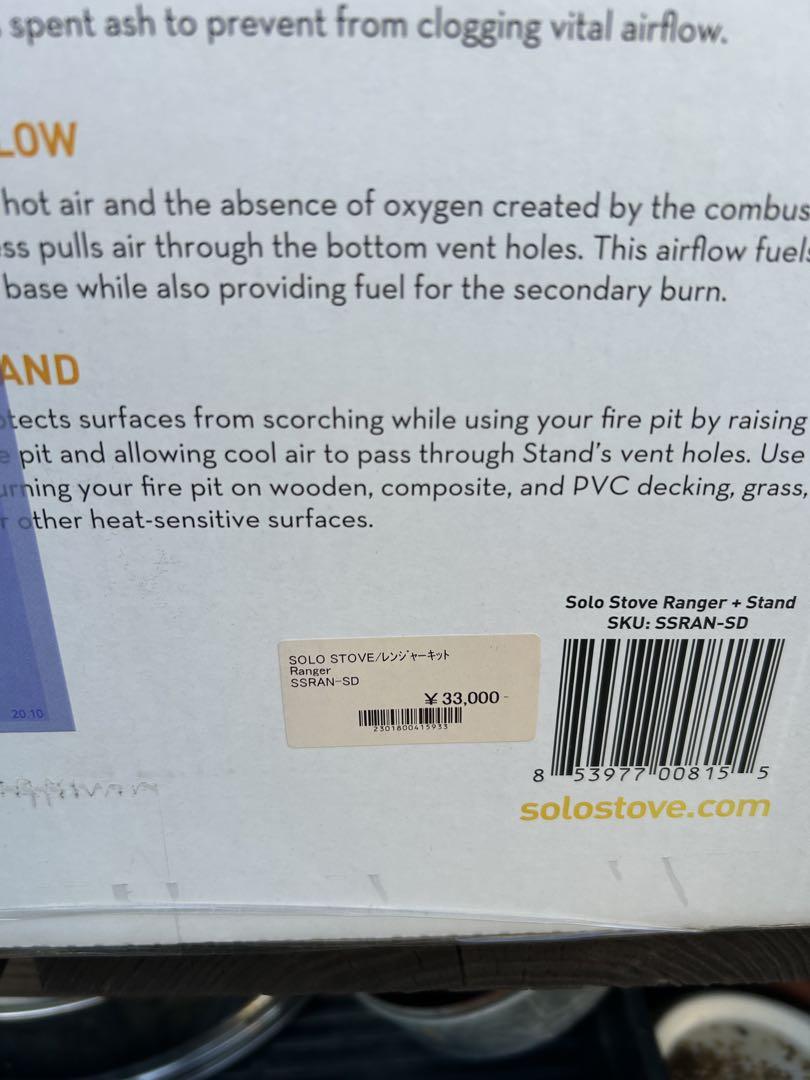 spent ash to prevent from clogging vital airflow.
LOW
hot air and the absence of oxygen created by the combus
ss pulls air through the bottom vent holes. This airflow fuels
base while also providing fuel for the secondary burn.
AND
tects surfaces from scorching while using your fire pit by raising
e pit and allowing cool air to pass through Stand's vent holes. Use
urning your fire pit on wooden, composite, and PVC decking, grass,
r other heat-sensitive surfaces.
Solo Stove Ranger + Stand
SKU: SSRAN-SD
SOLO STOVE/レンジャーキット
Ranger
SSRAN-SD
¥33,000-
2301800415933
20.10
8 53977 00815 5
solostove.com